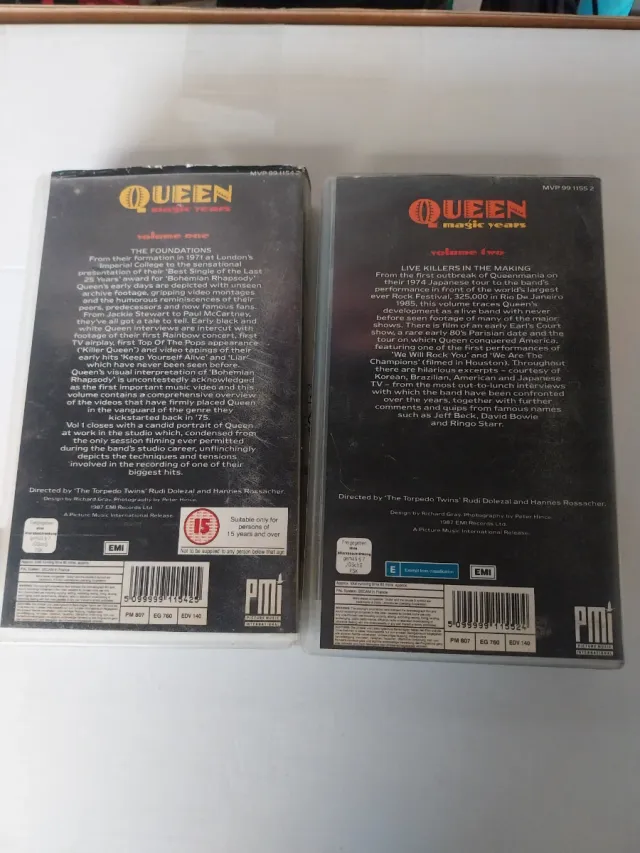 MVP 99 1154 2
QUEEN
magic years
volume one
THE FOUNDATIONS
From their formation in 1971 at London's
Imperial College to the sensational
presentation of their 'Best Single of the Last
25 Years' award for 'Bohemian Rhapsody'
Queen's early days are depicted with unseen
archive footage, gripping video montages
and the humorous reminiscences of their
peers, predecessors and now famous fans.
From Jackie Stewart to Paul McCartney,
they've all got a tale to tell. Early black and
white Queen interviews are intercut with
footage of their first Rainbow concert, first
TV airplay, first Top Of The Pops appearance
('Killer Queen') and video tapings of their
early hits 'Keep Yourself Alive' and 'Liar'
which have never been seen before.
Queen's visual interpretation of 'Bohemian
Rhapsody' is uncontestedly acknowledged
as the first important music video and this
volume contains a comprehensive overview
of the videos that have firmly placed Queen
in the vanguard of the genre they
kickstarted back in '75.
Vol 1 closes with a candid portrait of Queen
at work in the studio which, condensed from
the only session filming ever permitted
during the band's studio career, unflinchingly
depicts the techniques and tensions
involved in the recording of one of their
biggest hits.
Directed by 'The Torpedo Twins' Rudi Dolezal and Hannes Rossacher.
Design by Richard Gray. Photography by Peter Hince.
1987 EMI Records Ltd.
A Picture Music International Release.
15
Suitable only for
persons of
15 years and over
Not to be supplied to any person below that age
EMI
5 099999 115425
PM 807
EG 760
EDV 140
PMI
PICTURE MUSIC
INTERNATIONAL
MVP 99 1155 2
QUEEN
magic years
volume two
LIVE KILLERS IN THE MAKING
From the first outbreak of Queenmania on
their 1974 Japanese tour to the band's
performance in front of the world's largest
ever Rock Festival, 325,000 in Rio De Janeiro
1985, this volume traces Queen's
development as a live band with never
before seen footage of many of the major
shows. There is film of an early Earl's Court
show, a rare early 80's Parisian date and the
tour on which Queen conquered America,
featuring one of the first performances of
'We Will Rock You' and 'We Are The
Champions' (filmed in Houston). Throughout
there are hilarious excerpts – courtesy of
Korean, Brazilian, American and Japanese
TV – from the most out-to-lunch interviews
with which the band have been confronted
over the years, together with further
comments and quips from famous names
such as Jeff Beck, David Bowie
and Ringo Starr.
Directed by 'The Torpedo Twins' Rudi Dolezal and Hannes Rossacher.
Design by Richard Gray. Photographs by Peter Hince.
1987 EMI Records Ltd.
A Picture Music International Release.
E
Exempt from classification
EMI
5 099999 115524
PM 807
EG 760
EDV 140
PMI
PICTURE MUSIC
INTERNATIONAL